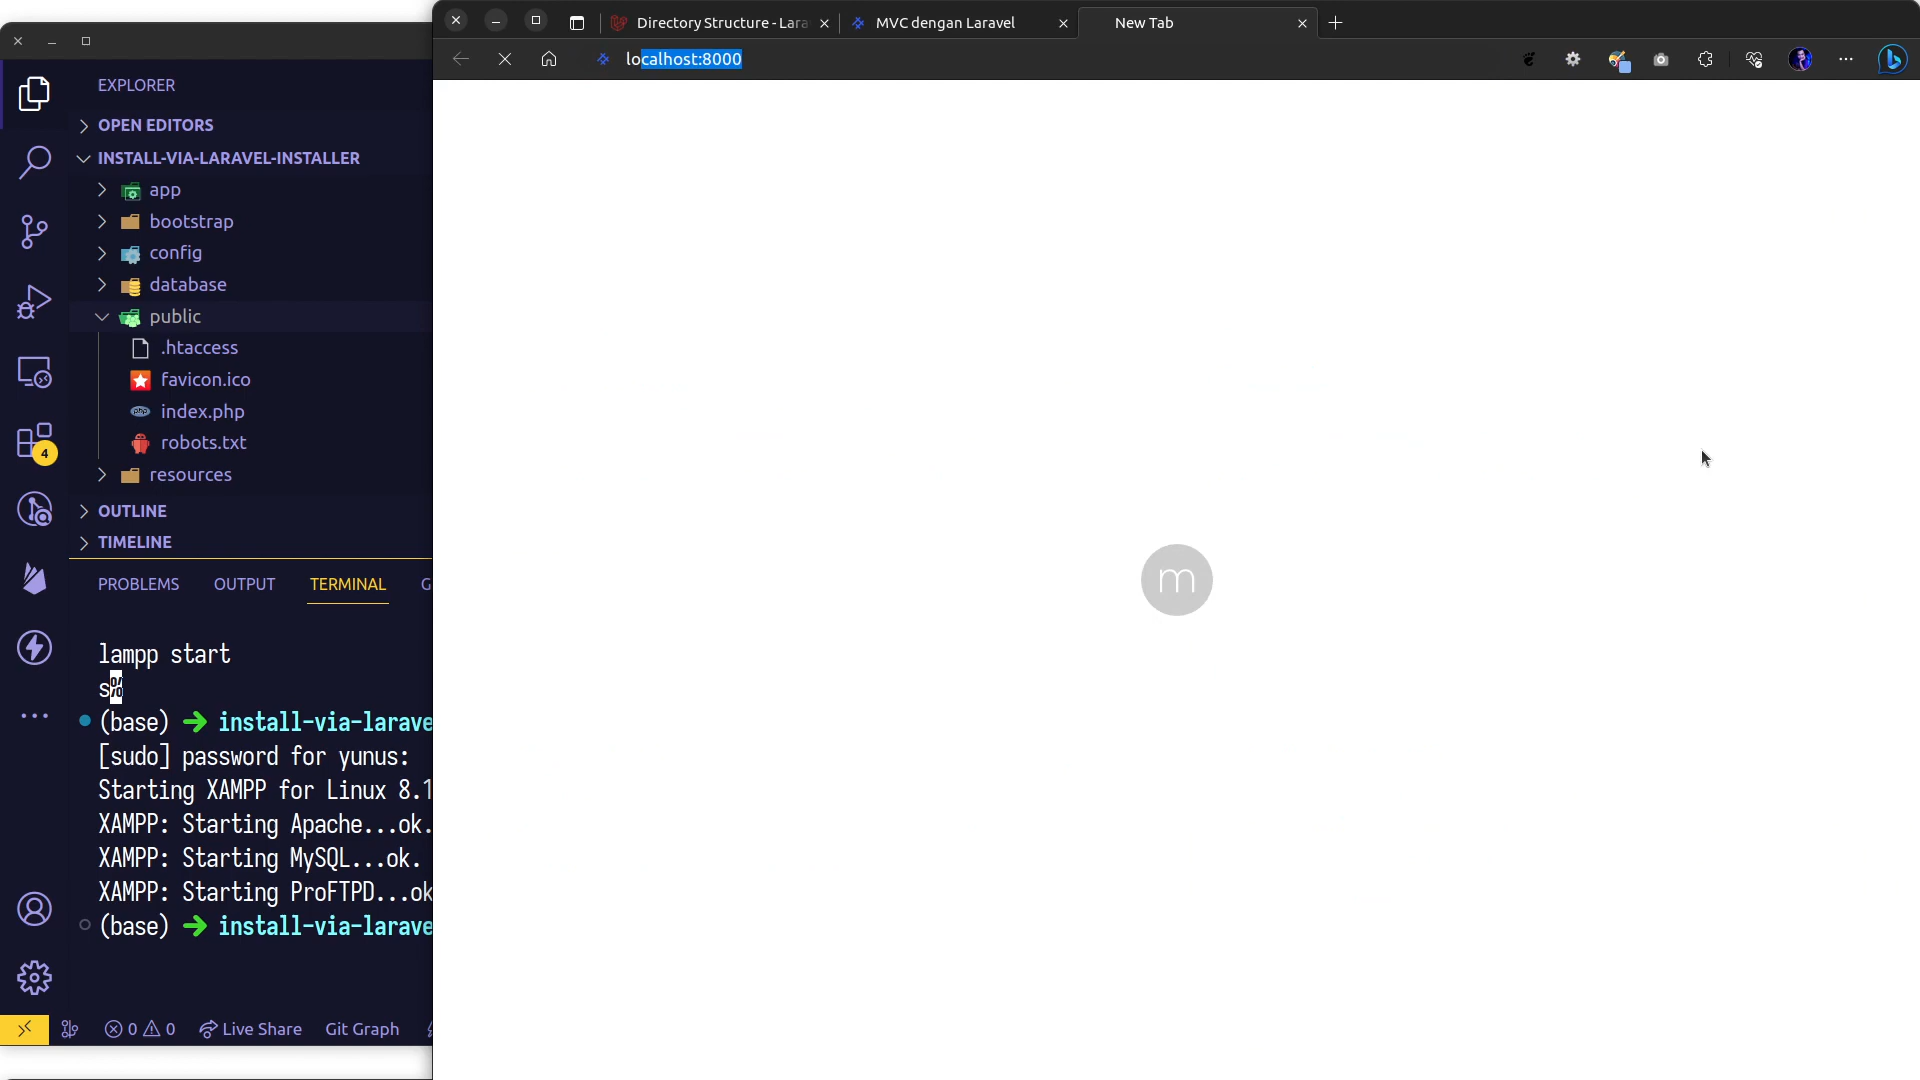 Directory Structure - Lara
MVC dengan Laravel
New Tab
localhost:8000
EXPLORER
OPEN EDITORS
INSTALL-VIA-LARAVEL-INSTALLER
app
bootstrap
config
database
public
.htaccess
favicon.ico
index.php
robots.txt
resources
OUTLINE
TIMELINE
4
PROBLEMS OUTPUT TERMINAL G
lampp start
s%
(base) → install-via-larave
[sudo] password for yunus:
Starting XAMPP for Linux 8.1
XAMPP: Starting Apache...ok.
XAMPP: Starting MySQL...ok.
XAMPP: Starting ProFTPD...ok
(base) → install-via-larave
0 0 Live Share Git Graph
m